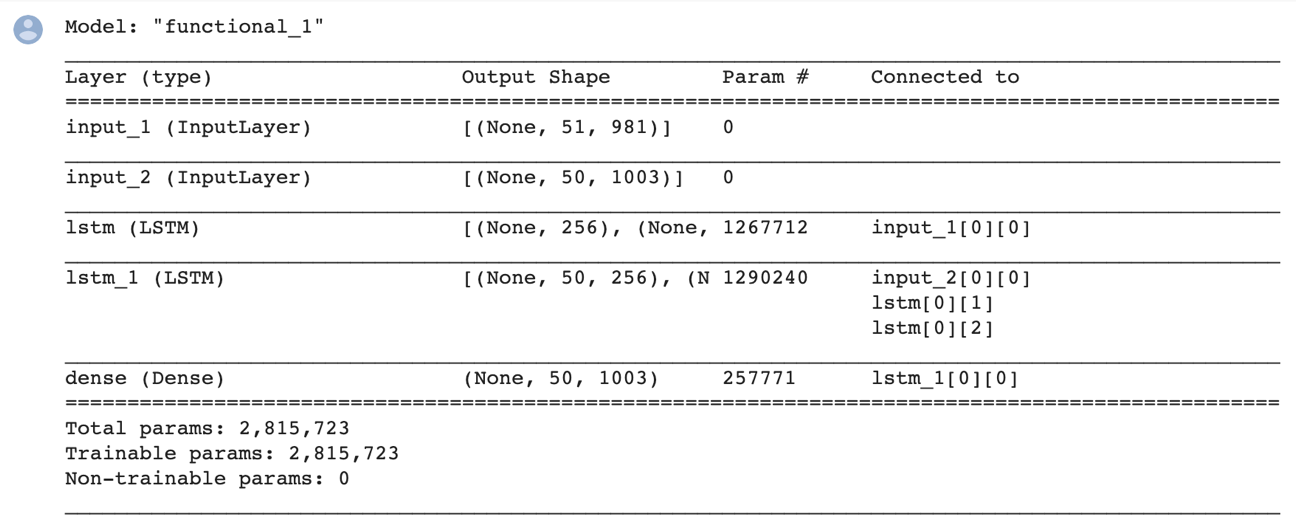 Model: "functional_1"
Layer (type) Output Shape Param # Connected to
input_1 (InputLayer) [(None, 51, 981)] 0
input_2 (InputLayer) [(None, 50, 1003)] 0
lstm (LSTM) [(None, 256), (None, 1267712 input_1[0][0]
lstm_1 (LSTM) [(None, 50, 256), (N 1290240 input_2[0][0]
lstm[0][1]
lstm[0][2]
dense (Dense) (None, 50, 1003) 257771 lstm_1[0][0]
Total params: 2,815,723
Trainable params: 2,815,723
Non-trainable params: 0